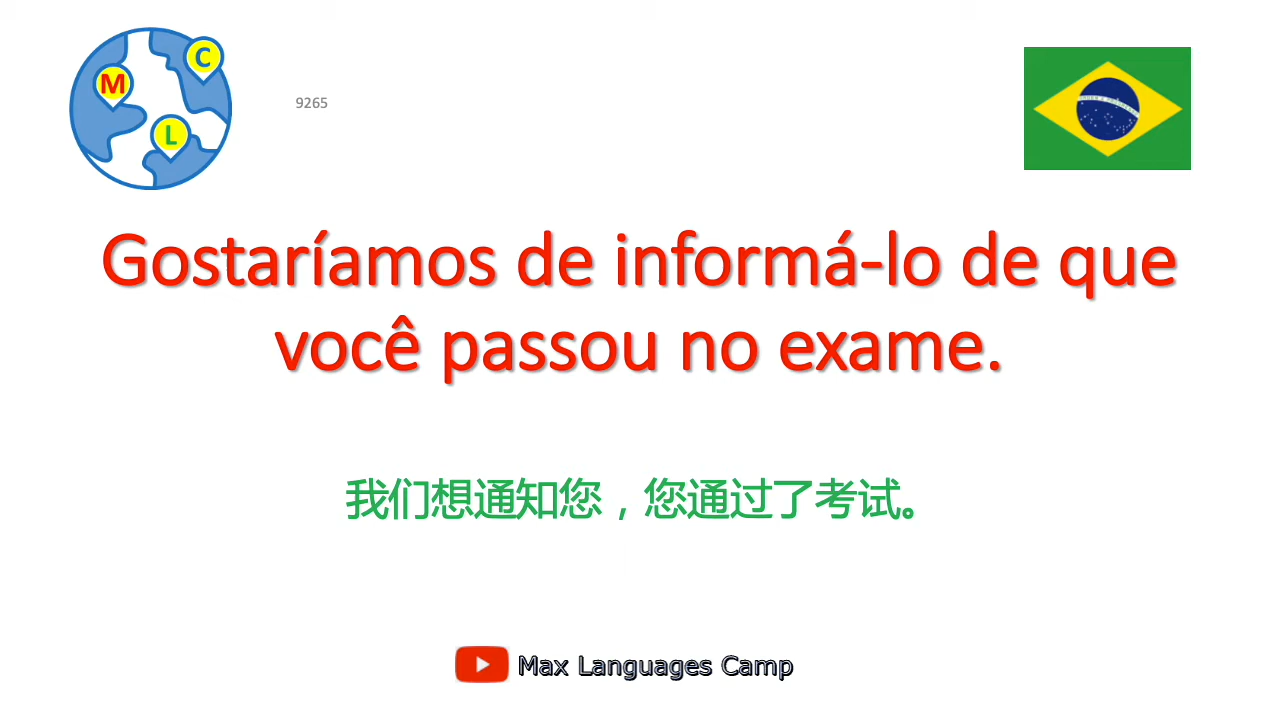 M
C
L
9265
Gostaríamos de informá-lo de que
você passou no exame.
我们想通知您，您通过了考试。
Max Languages Camp